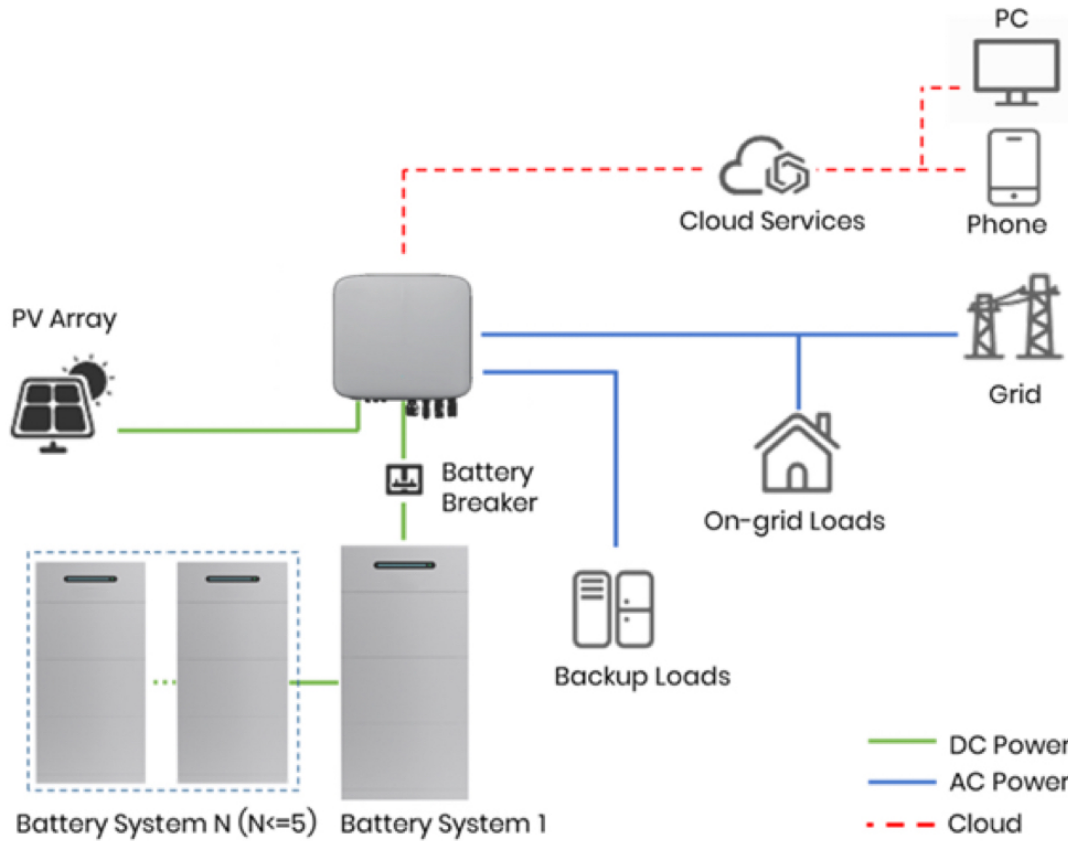 PC
Cloud Services
Phone
PV Array
Grid
Battery
Breaker
On-grid Loads
Backup Loads
DC Power
AC Power
Cloud
Battery System N (N<=5)
Battery System 1